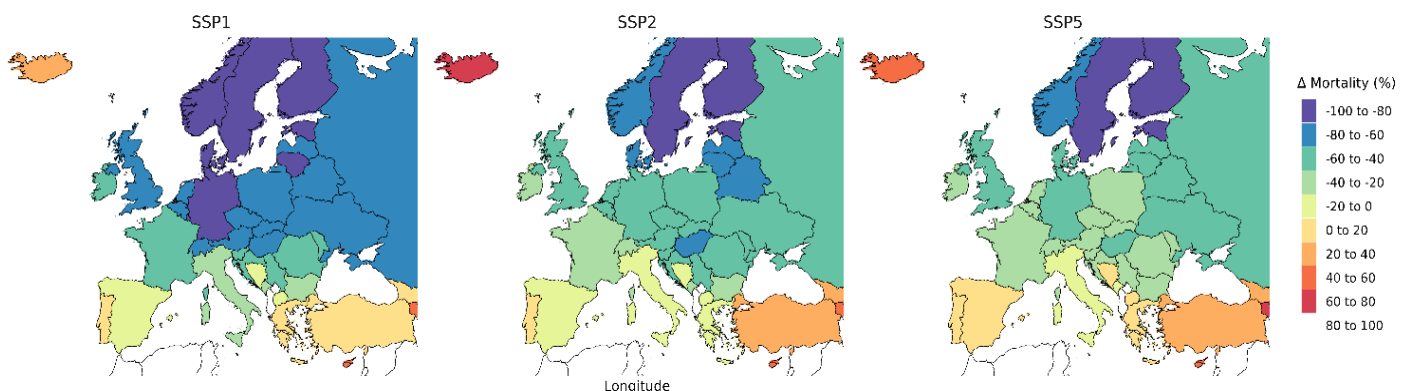 SSP1
SSP2
SSP5
Δ Mortality (%)
-100 to -80
-80 to -60
-60 to -40
-40 to -20
-20 to 0
0 to 20
20 to 40
40 to 60
60 to 80
80 to 100
Longitude